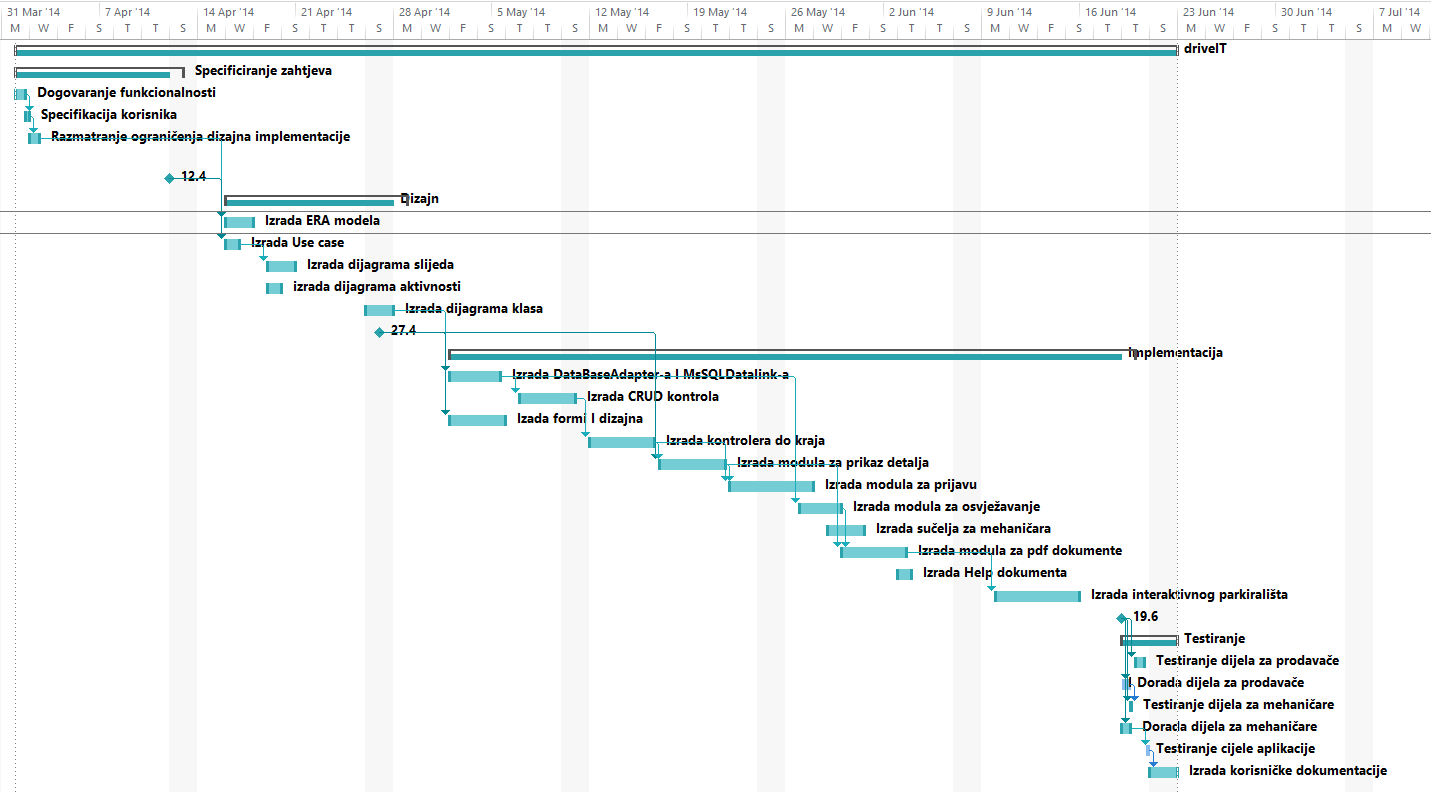 31 Mar '14 7 Apr '14 14 Apr '14 21 Apr '14 28 Apr '14 5 May '14 12 May '14 19 May '14 26 May '14 2 Jun '14 9 Jun '14 16 Jun '14 23 Jun '14 30 Jun '14 7 Jul '14
M W F S T T S M W F S T T S M W F S T T S M W F S T T S M W F S T T S M W F S T T S M W F S T T S M W
driveIT
Specificiranje zahtjeva
Dogovaranje funkcionalnosti
Specifikacija korisnika
Razmatranje ograničenja dizajna implementacije
12.4
Dizajn
Izrada ERA modela
Izrada Use case
Izrada dijagrama slijeda
izrada dijagrama aktivnosti
Izrada dijagrama klasa
27.4
Implementacija
Izrada DataBaseAdapter-a I MsSQLDatalink-a
Izrada CRUD kontrola
Izada formi I dizajna
Izrada kontrolera do kraja
Izrada modula za prikaz detalja
Izrada modula za prijavu
Izrada modula za osvježavanje
Izrada sučelja za mehaničara
Izrada modula za pdf dokumente
Izrada Help dokumenta
Izrada interaktivnog parkirališta
19.6
Testiranje
Testiranje dijela za prodavače
Dorada dijela za prodavače
Testiranje dijela za mehaničare
Dorada dijela za mehaničare
Testiranje cijele aplikacije
Izrada korisničke dokumentacije